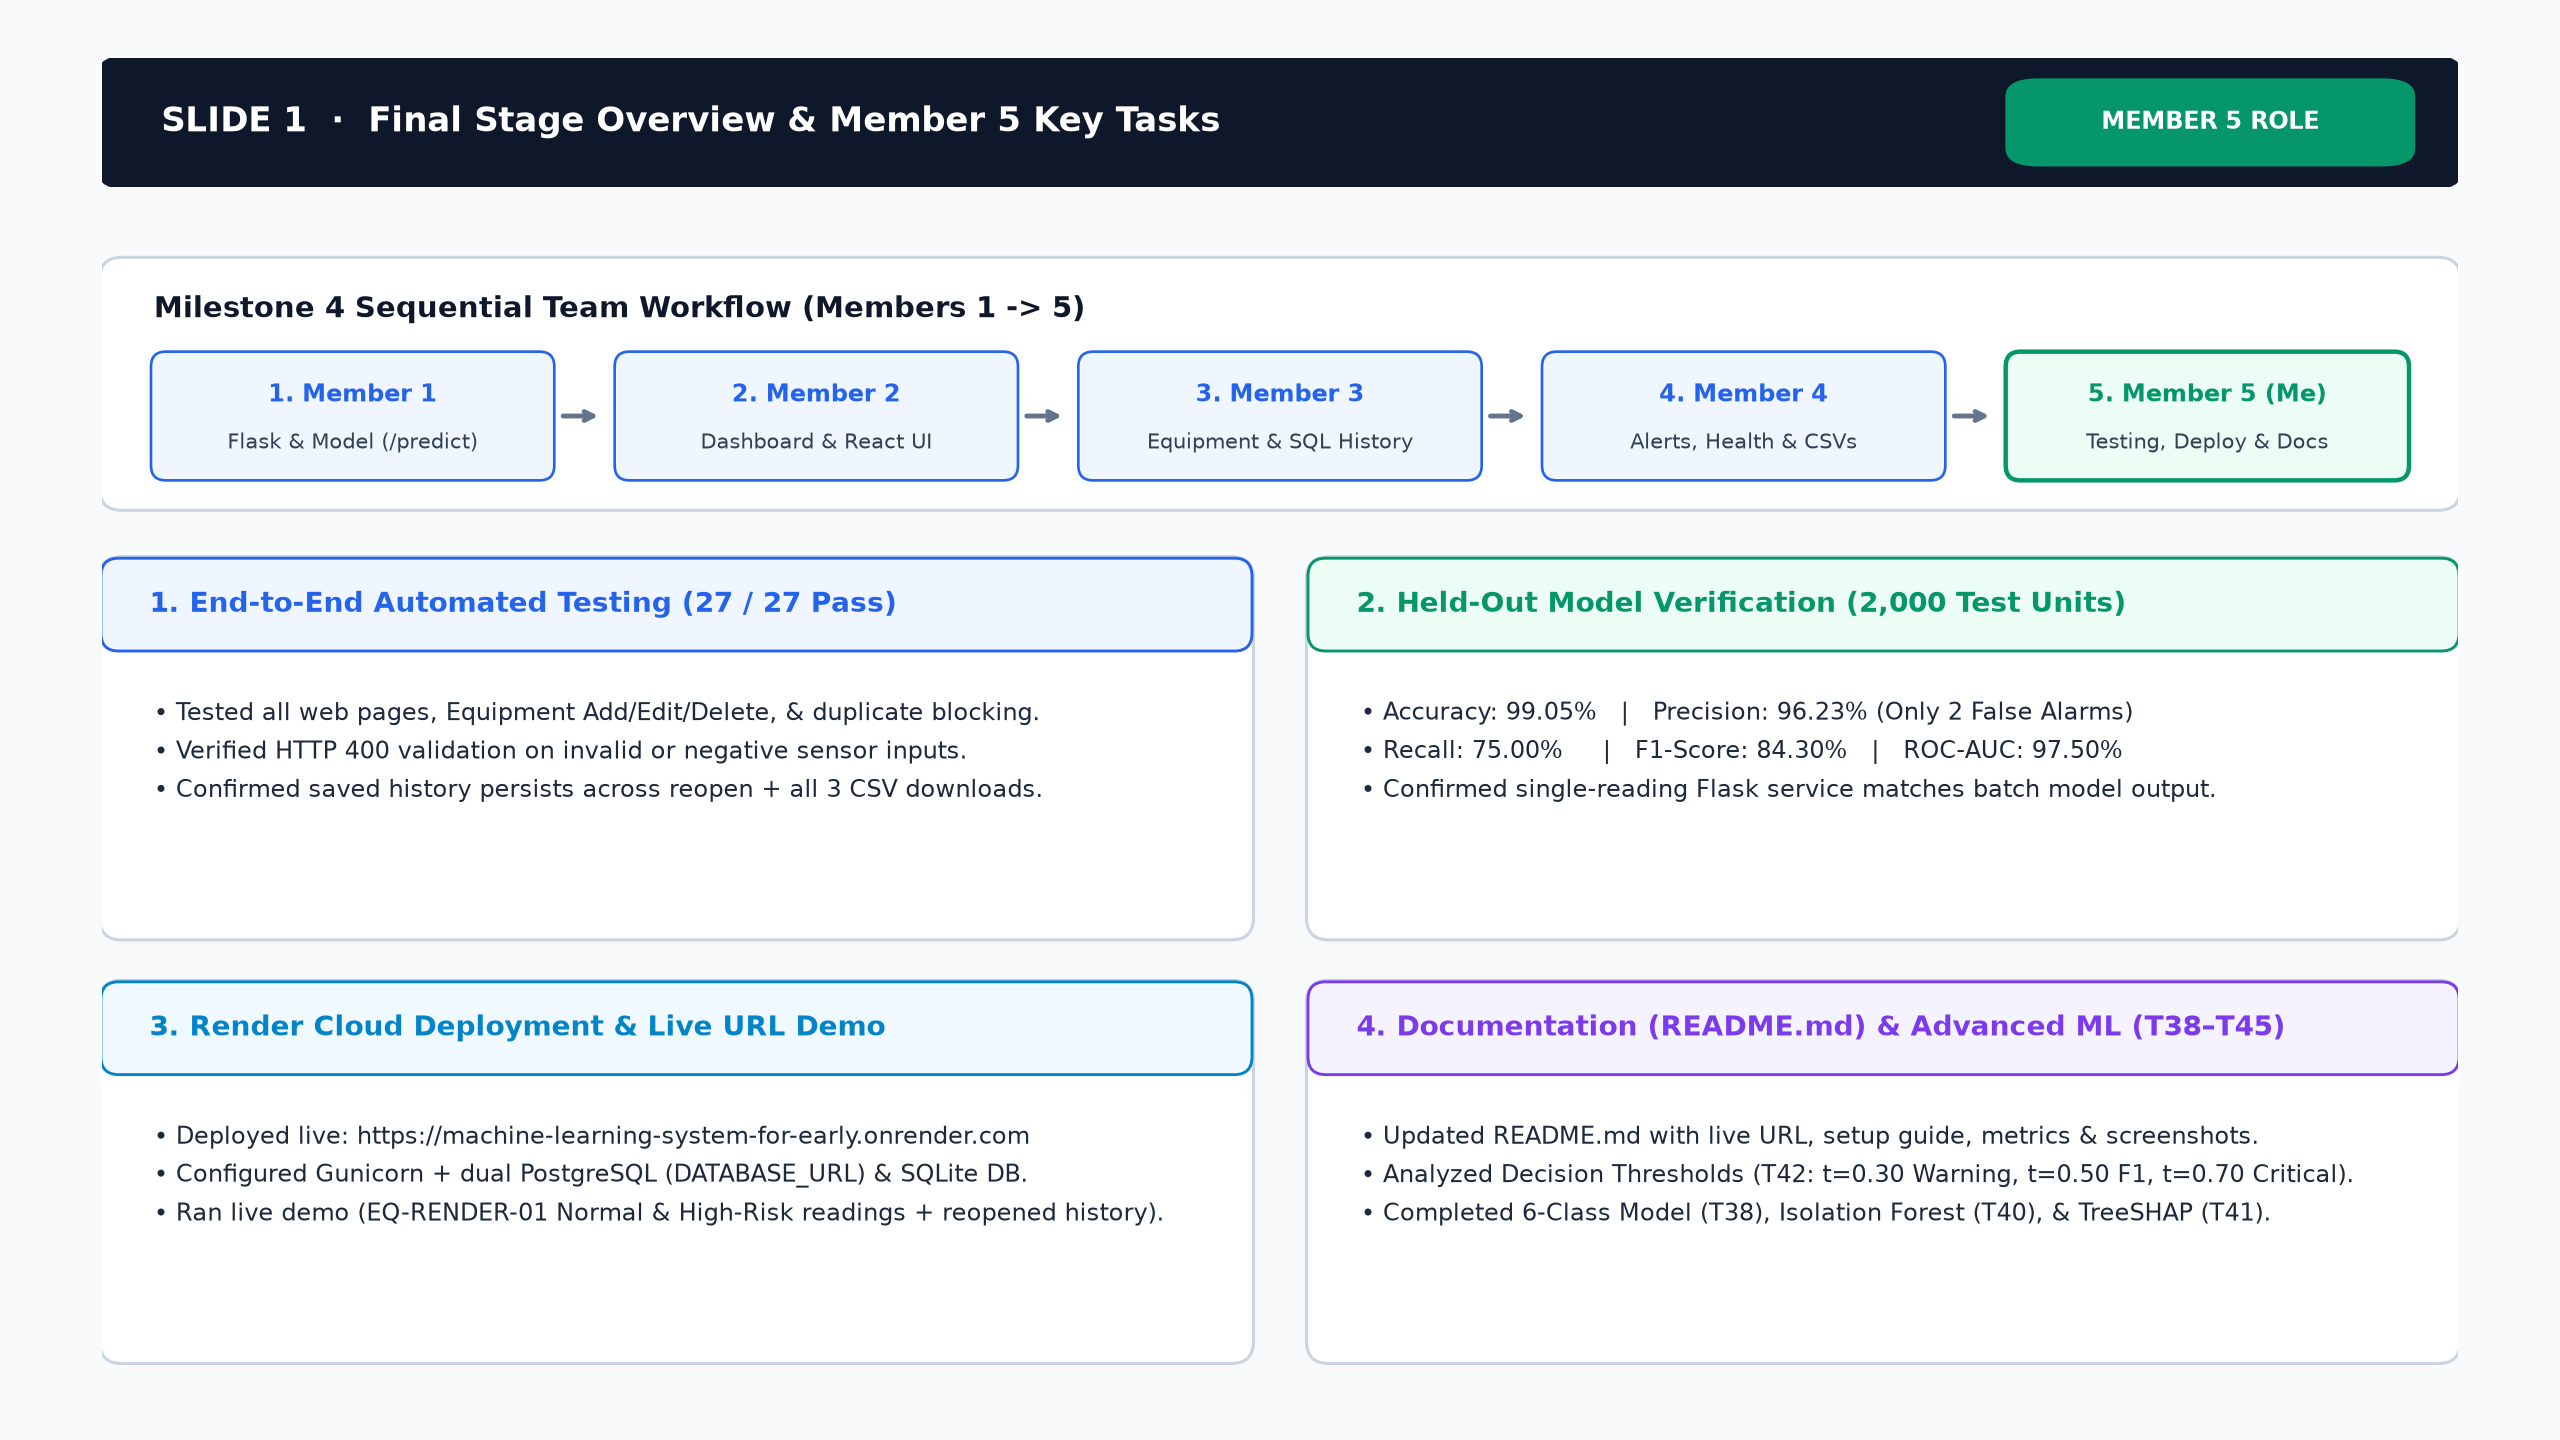 SLIDE 1 · Final Stage Overview & Member 5 Key Tasks
MEMBER 5 ROLE
Milestone 4 Sequential Team Workflow (Members 1 -> 5)
1. Member 1
Flask & Model (/predict)
2. Member 2
Dashboard & React UI
3. Member 3
Equipment & SQL History
4. Member 4
Alerts, Health & CSVs
5. Member 5 (Me)
Testing, Deploy & Docs
1. End-to-End Automated Testing (27 / 27 Pass)
• Tested all web pages, Equipment Add/Edit/Delete, & duplicate blocking.
• Verified HTTP 400 validation on invalid or negative sensor inputs.
• Confirmed saved history persists across reopen + all 3 CSV downloads.
2. Held-Out Model Verification (2,000 Test Units)
• Accuracy: 99.05% | Precision: 96.23% (Only 2 False Alarms)
• Recall: 75.00% | F1-Score: 84.30% | ROC-AUC: 97.50%
• Confirmed single-reading Flask service matches batch model output.
3. Render Cloud Deployment & Live URL Demo
• Deployed live: https://machine-learning-system-for-early.onrender.com
• Configured Gunicorn + dual PostgreSQL (DATABASE_URL) & SQLite DB.
• Ran live demo (EQ-RENDER-01 Normal & High-Risk readings + reopened history).
4. Documentation (README.md) & Advanced ML (T38–T45)
• Updated README.md with live URL, setup guide, metrics & screenshots.
• Analyzed Decision Thresholds (T42: t=0.30 Warning, t=0.50 F1, t=0.70 Critical).
• Completed 6-Class Model (T38), Isolation Forest (T40), & TreeSHAP (T41).